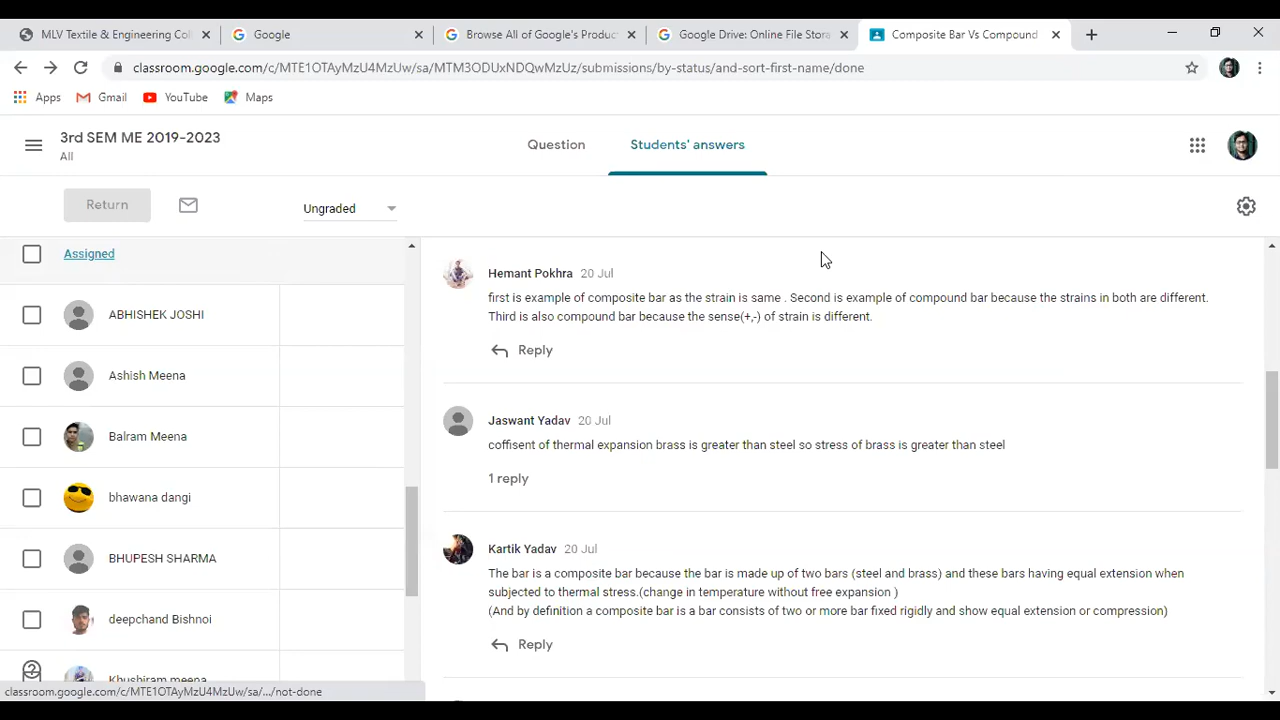 MLV Textile & Engineering Coll
Google
Browse All of Google's Product
Google Drive: Online File Stora
Composite Bar Vs Compound
classroom.google.com/c/MTE1OTAyMzU4MzUw/sa/MTM3ODUxNDQwMzUz/submissions/by-status/and-sort-first-name/done
Apps
Gmail
YouTube
Maps
3rd SEM ME 2019-2023
All
Question
Students' answers
Return
Ungraded
Assigned
ABHISHEK JOSHI
Ashish Meena
Balram Meena
bhawana dangi
BHUPESH SHARMA
deepchand Bishnoi
Khushiram meena
Hemant Pokhra 20 Jul
first is example of composite bar as the strain is same . Second is example of compound bar because the strains in both are different.
Third is also compound bar because the sense(+,-) of strain is different.
Reply
Jaswant Yadav 20 Jul
coffisent of thermal expansion brass is greater than steel so stress of brass is greater than steel
1 reply
Kartik Yadav 20 Jul
The bar is a composite bar because the bar is made up of two bars (steel and brass) and these bars having equal extension when
subjected to thermal stress.(change in temperature without free expansion )
(And by definition a composite bar is a bar consists of two or more bar fixed rigidly and show equal extension or compression)
Reply
classroom.google.com/c/MTE1OTAyMzU4MzUw/sa/.../not-done